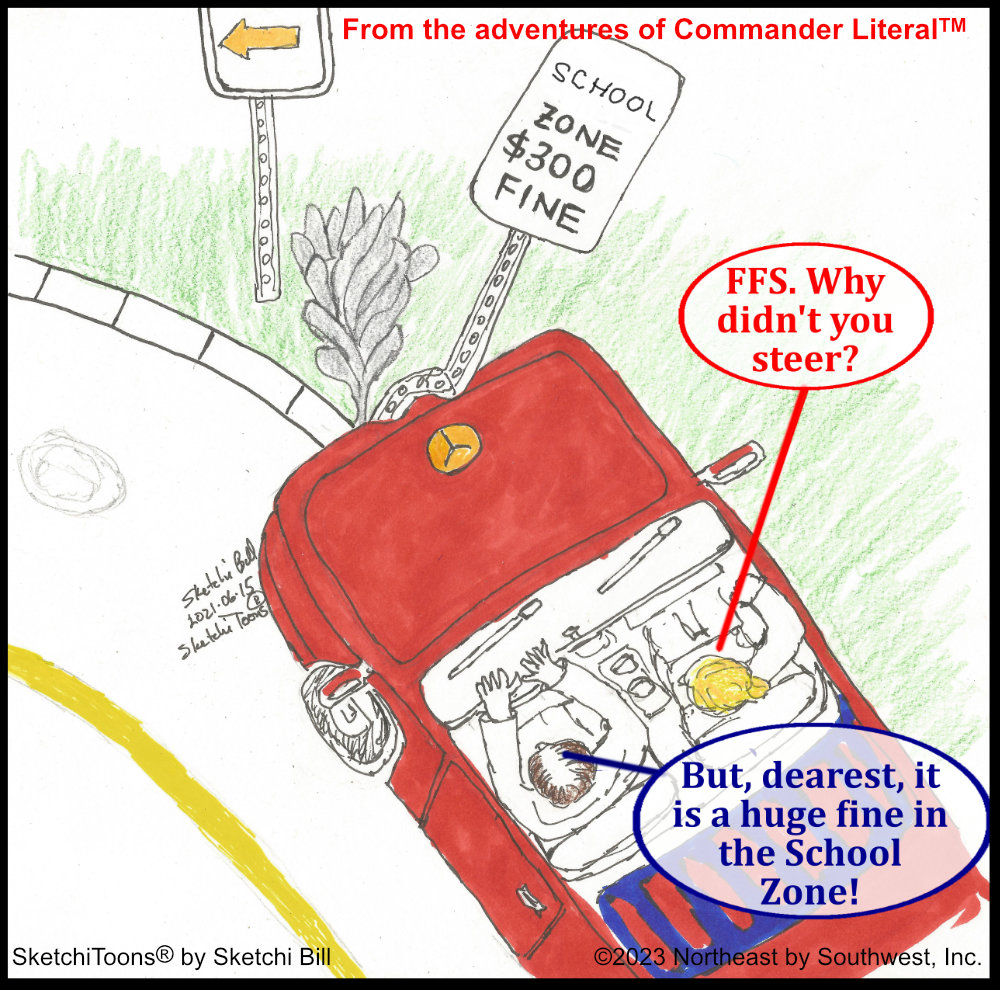 From the adventures of Commander Literal™
SCHOOL
ZONE
$300
FINE
FFS. Why
didn't you
steer?
Sketchi Bill
2021.06.15
®
SketchiToons
But, dearest, it
is a huge fine in
the School
Zone!
SketchiToons® by Sketchi Bill
©2023 Northeast by Southwest, Inc.